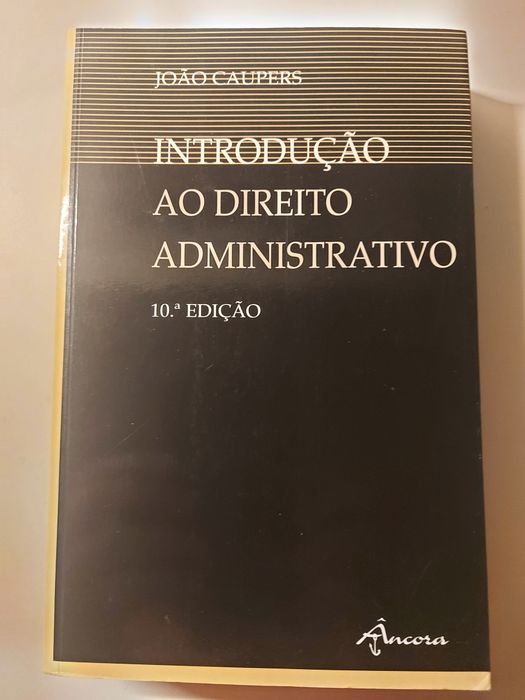 JOÃO CAUPERS
INTRODUÇÃO
AO DIREITO
ADMINISTRATIVO
10.ª EDIÇÃO
Âncora